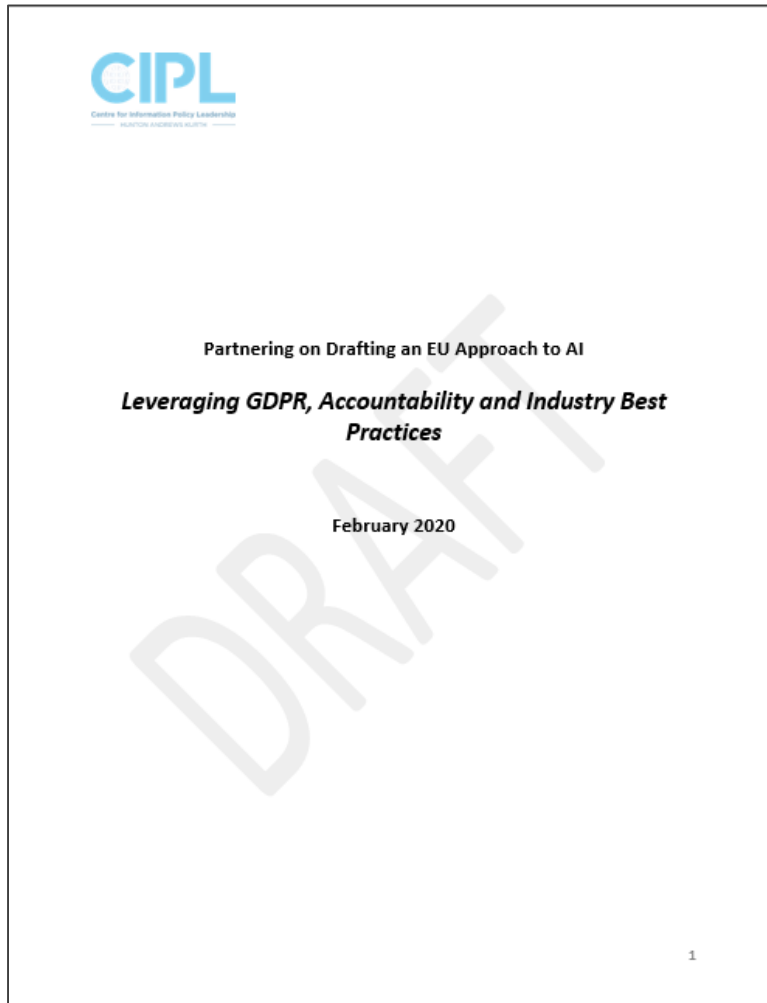 CIPL
Centre for Information Policy Leadership
HUNTON ANDREWS KURTH
Partnering on Drafting an EU Approach to AI
Leveraging GDPR, Accountability and Industry Best
Practices
February 2020
DRAFT
1